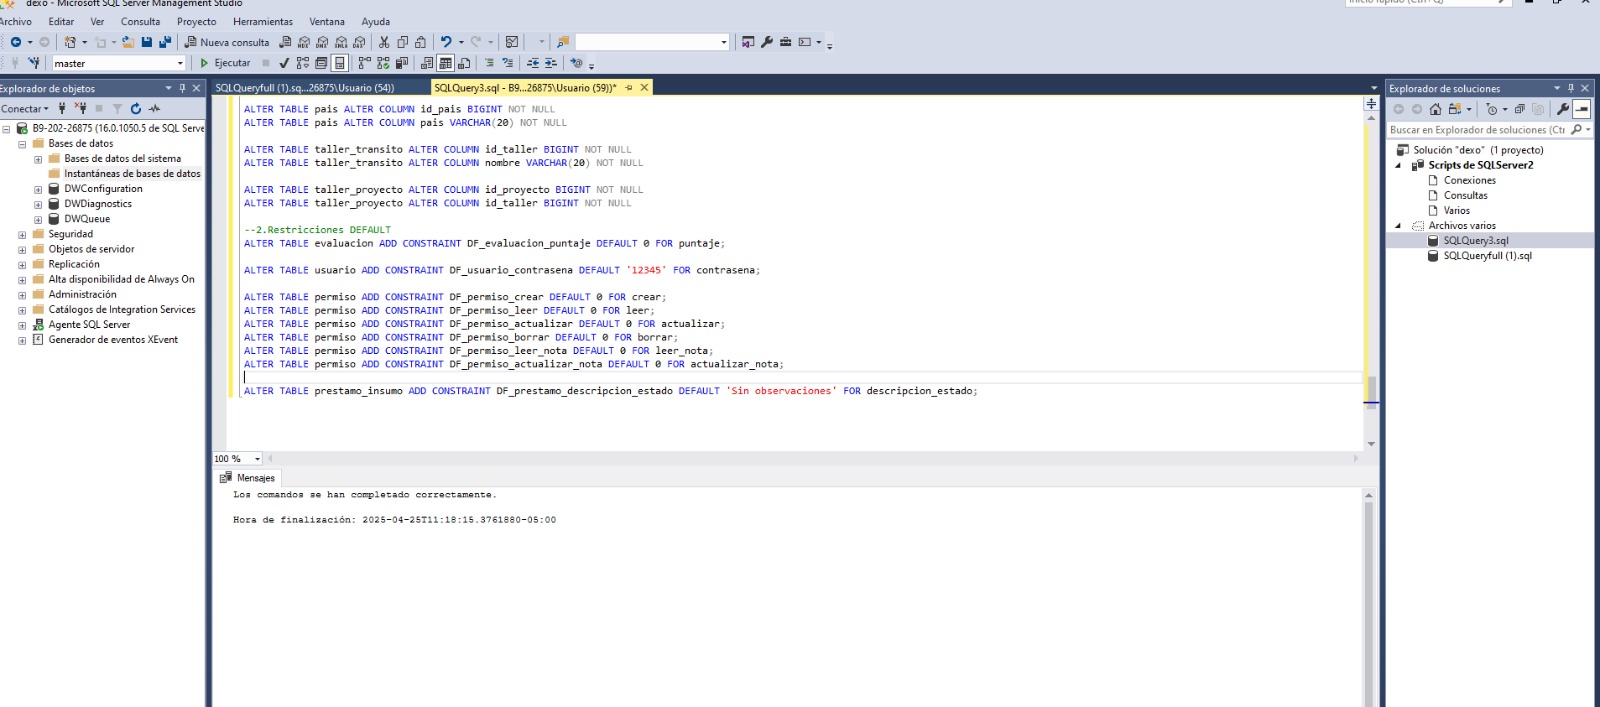 dexo - Microsoft SQL Server Management Studio
Inicio rápido (Ctrl+Q)
Archivo Editar Ver Consulta Proyecto Herramientas Ventana Ayuda
Nueva consulta
master
Ejecutar
Explorador de objetos
Conectar
B9-202-26875 (16.0.1050.5 de SQL Serve
Bases de datos
Bases de datos del sistema
Instantáneas de bases de datos
DWConfiguration
DWDiagnostics
DWQueue
Seguridad
Objetos de servidor
Replicación
Alta disponibilidad de Always On
Administración
Catálogos de Integration Services
Agente SQL Server
Generador de eventos XEvent
SQLQueryfull (1).sq...26875\Usuario (54))
SQLQuery3.sql - B9...26875\Usuario (59))*
ALTER TABLE pais ALTER COLUMN id_pais BIGINT NOT NULL
ALTER TABLE pais ALTER COLUMN pais VARCHAR(20) NOT NULL
ALTER TABLE taller_transito ALTER COLUMN id_taller BIGINT NOT NULL
ALTER TABLE taller_transito ALTER COLUMN nombre VARCHAR(20) NOT NULL
ALTER TABLE taller_proyecto ALTER COLUMN id_proyecto BIGINT NOT NULL
ALTER TABLE taller_proyecto ALTER COLUMN id_taller BIGINT NOT NULL
--2.Restricciones DEFAULT
ALTER TABLE evaluacion ADD CONSTRAINT DF_evaluacion_puntaje DEFAULT 0 FOR puntaje;
ALTER TABLE usuario ADD CONSTRAINT DF_usuario_contrasena DEFAULT '12345' FOR contrasena;
ALTER TABLE permiso ADD CONSTRAINT DF_permiso_crear DEFAULT 0 FOR crear;
ALTER TABLE permiso ADD CONSTRAINT DF_permiso_leer DEFAULT 0 FOR leer;
ALTER TABLE permiso ADD CONSTRAINT DF_permiso_actualizar DEFAULT 0 FOR actualizar;
ALTER TABLE permiso ADD CONSTRAINT DF_permiso_borrar DEFAULT 0 FOR borrar;
ALTER TABLE permiso ADD CONSTRAINT DF_permiso_leer_nota DEFAULT 0 FOR leer_nota;
ALTER TABLE permiso ADD CONSTRAINT DF_permiso_actualizar_nota DEFAULT 0 FOR actualizar_nota;
ALTER TABLE prestamo_insumo ADD CONSTRAINT DF_prestamo_descripcion_estado DEFAULT 'Sin observaciones' FOR descripcion_estado;
100 %
Mensajes
Los comandos se han completado correctamente.
Hora de finalización: 2025-04-25T11:18:15.3761880-05:00
Explorador de soluciones
Buscar en Explorador de soluciones (Ctr
Solución "dexo" (1 proyecto)
Scripts de SQLServer2
Conexiones
Consultas
Varios
Archivos varios
SQLQuery3.sql
SQLQueryfull (1).sql